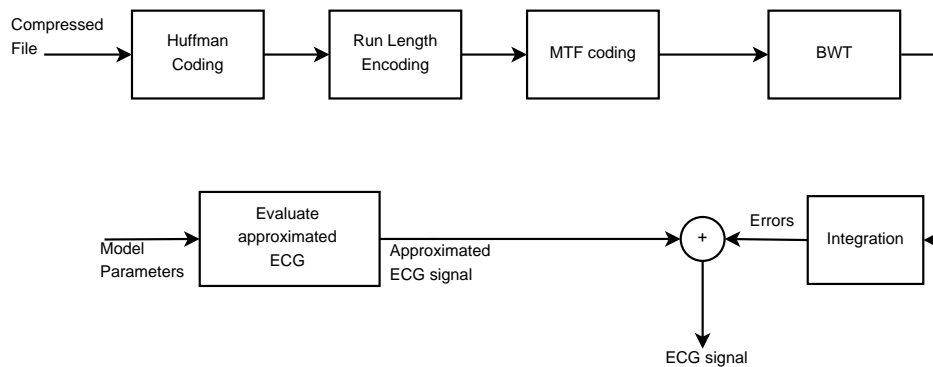 Compressed
File
Huffman
Coding
Run Length
Encoding
MTF coding
BWT
Model
Parameters
Evaluate
approximated
ECG
Approximated
ECG signal
+
Errors
Integration
ECG signal